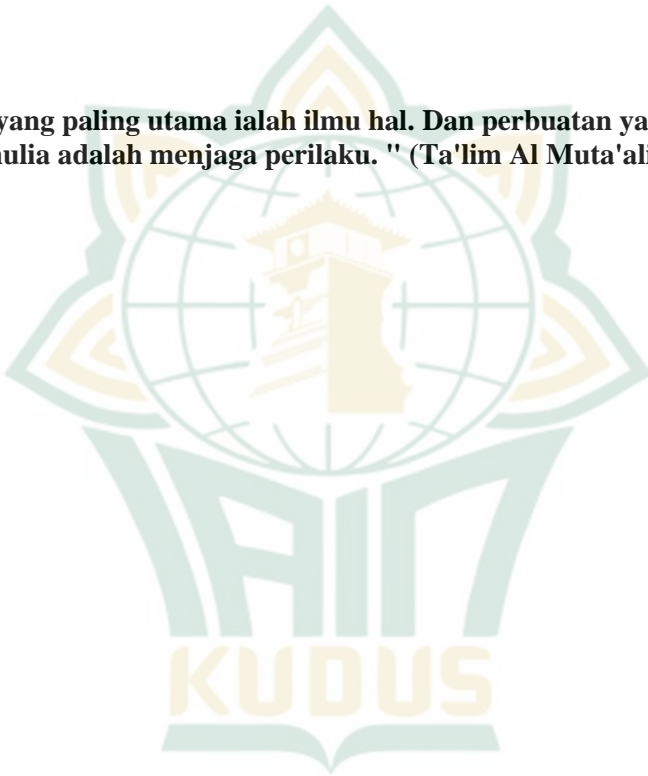 yang paling utama ialah ilmu hal. Dan perbuatan ya
ulia adalah menjaga perilaku. " (Ta'lim Al Muta'ali
IAIN
KUDUS